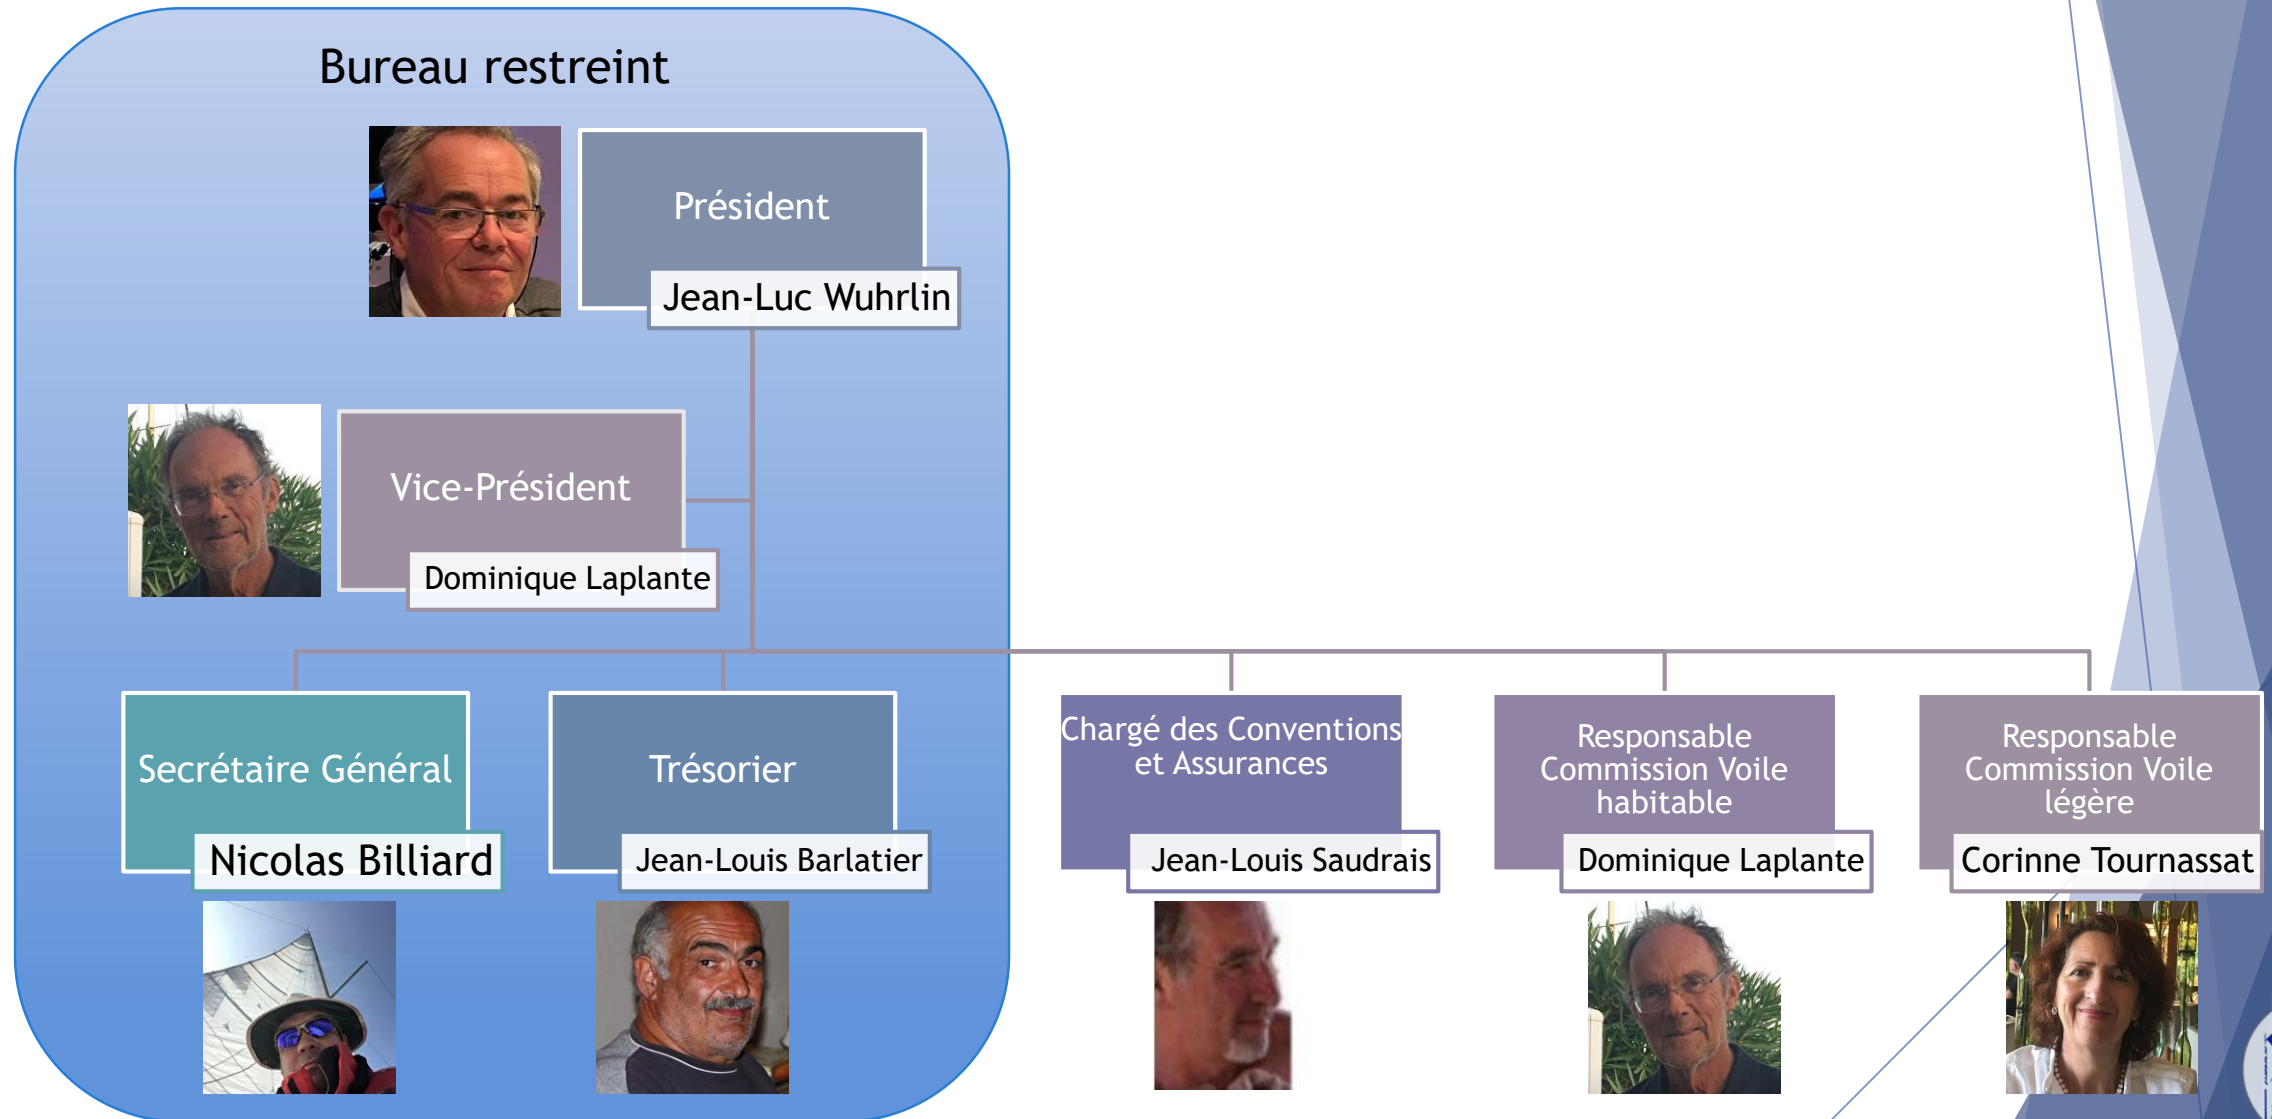 Bureau restreint
Président
Jean-Luc Wuhrlin
Vice-Président
Dominique Laplante
Secrétaire Général
Nicolas Billiard
Trésorier
Jean-Louis Barlatier
Chargé des Conventions
et Assurances
Jean-Louis Saudrais
Responsable
Commission Voile
habitable
Dominique Laplante
Responsable
Commission Voile
légère
Corinne Tournassat